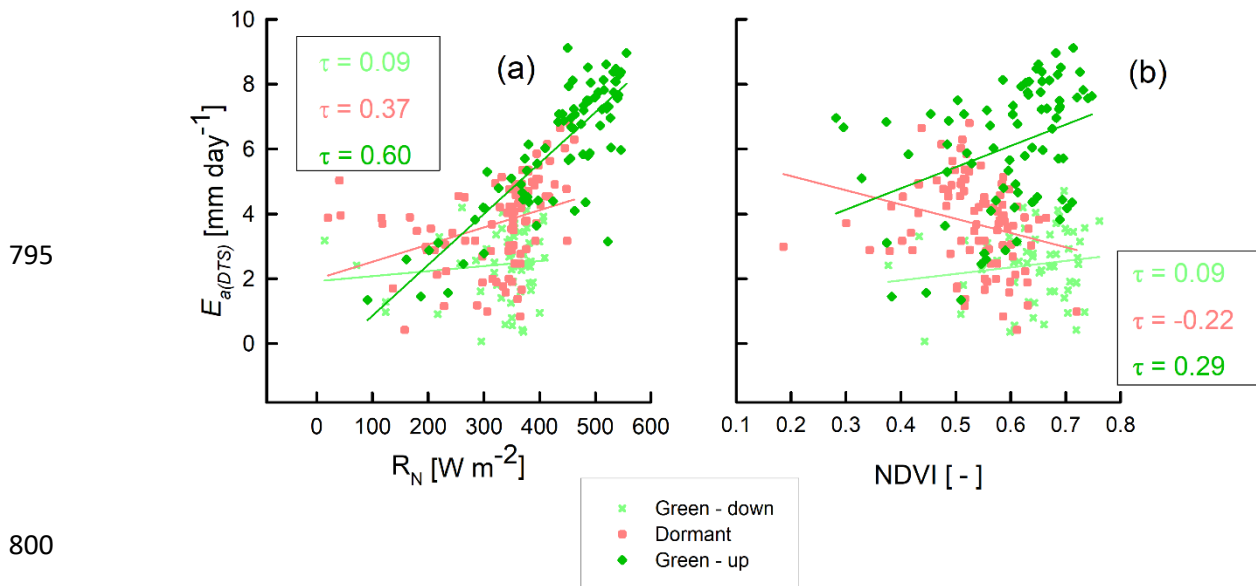 10
8
6
4
2
0
E_a(DTS) [mm day⁻¹]
τ = 0.09
τ = 0.37
τ = 0.60
(a)
0 100 200 300 400 500 600
R_N [W m⁻²]
(b)
τ = 0.09
τ = -0.22
τ = 0.29
0.1 0.2 0.3 0.4 0.5 0.6 0.7 0.8
NDVI [ - ]
795
Green - down
Dormant
Green - up
800